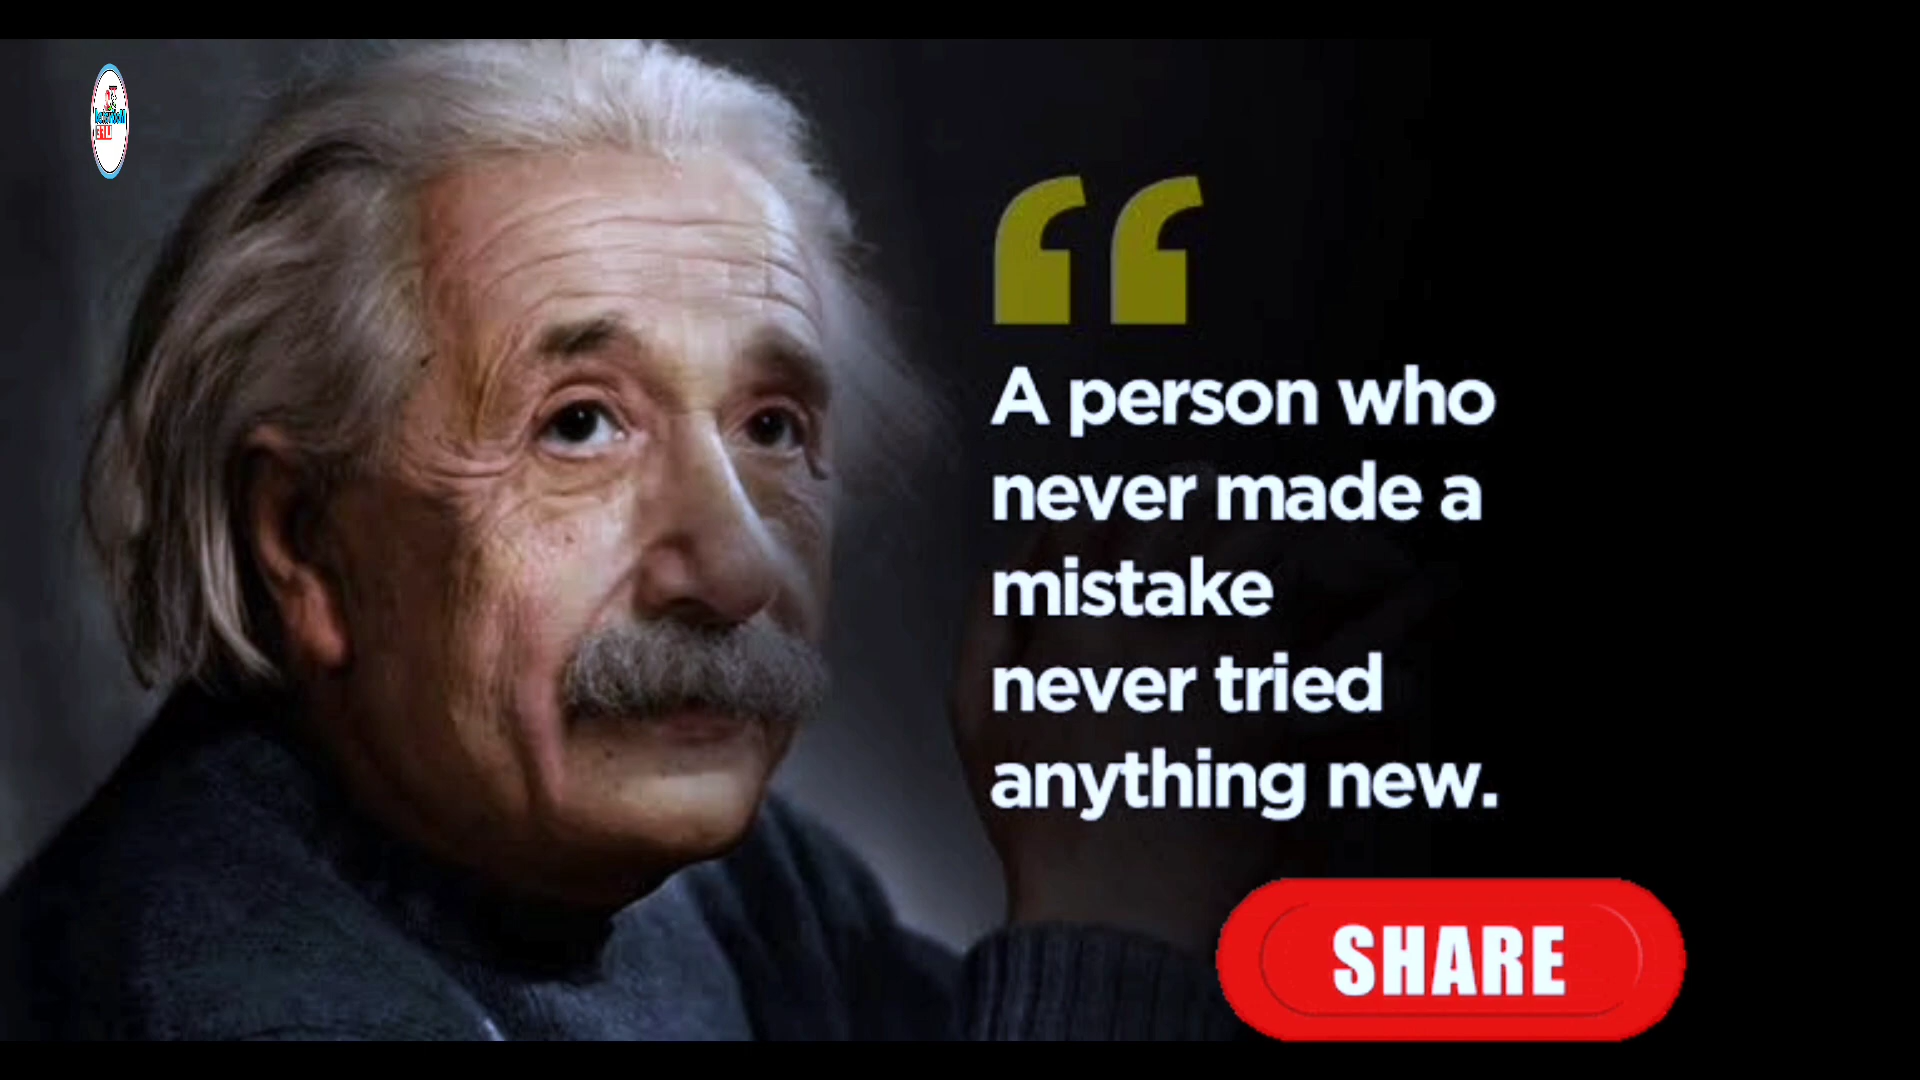 A person who
never made a
mistake
never tried
anything new.
SHARE